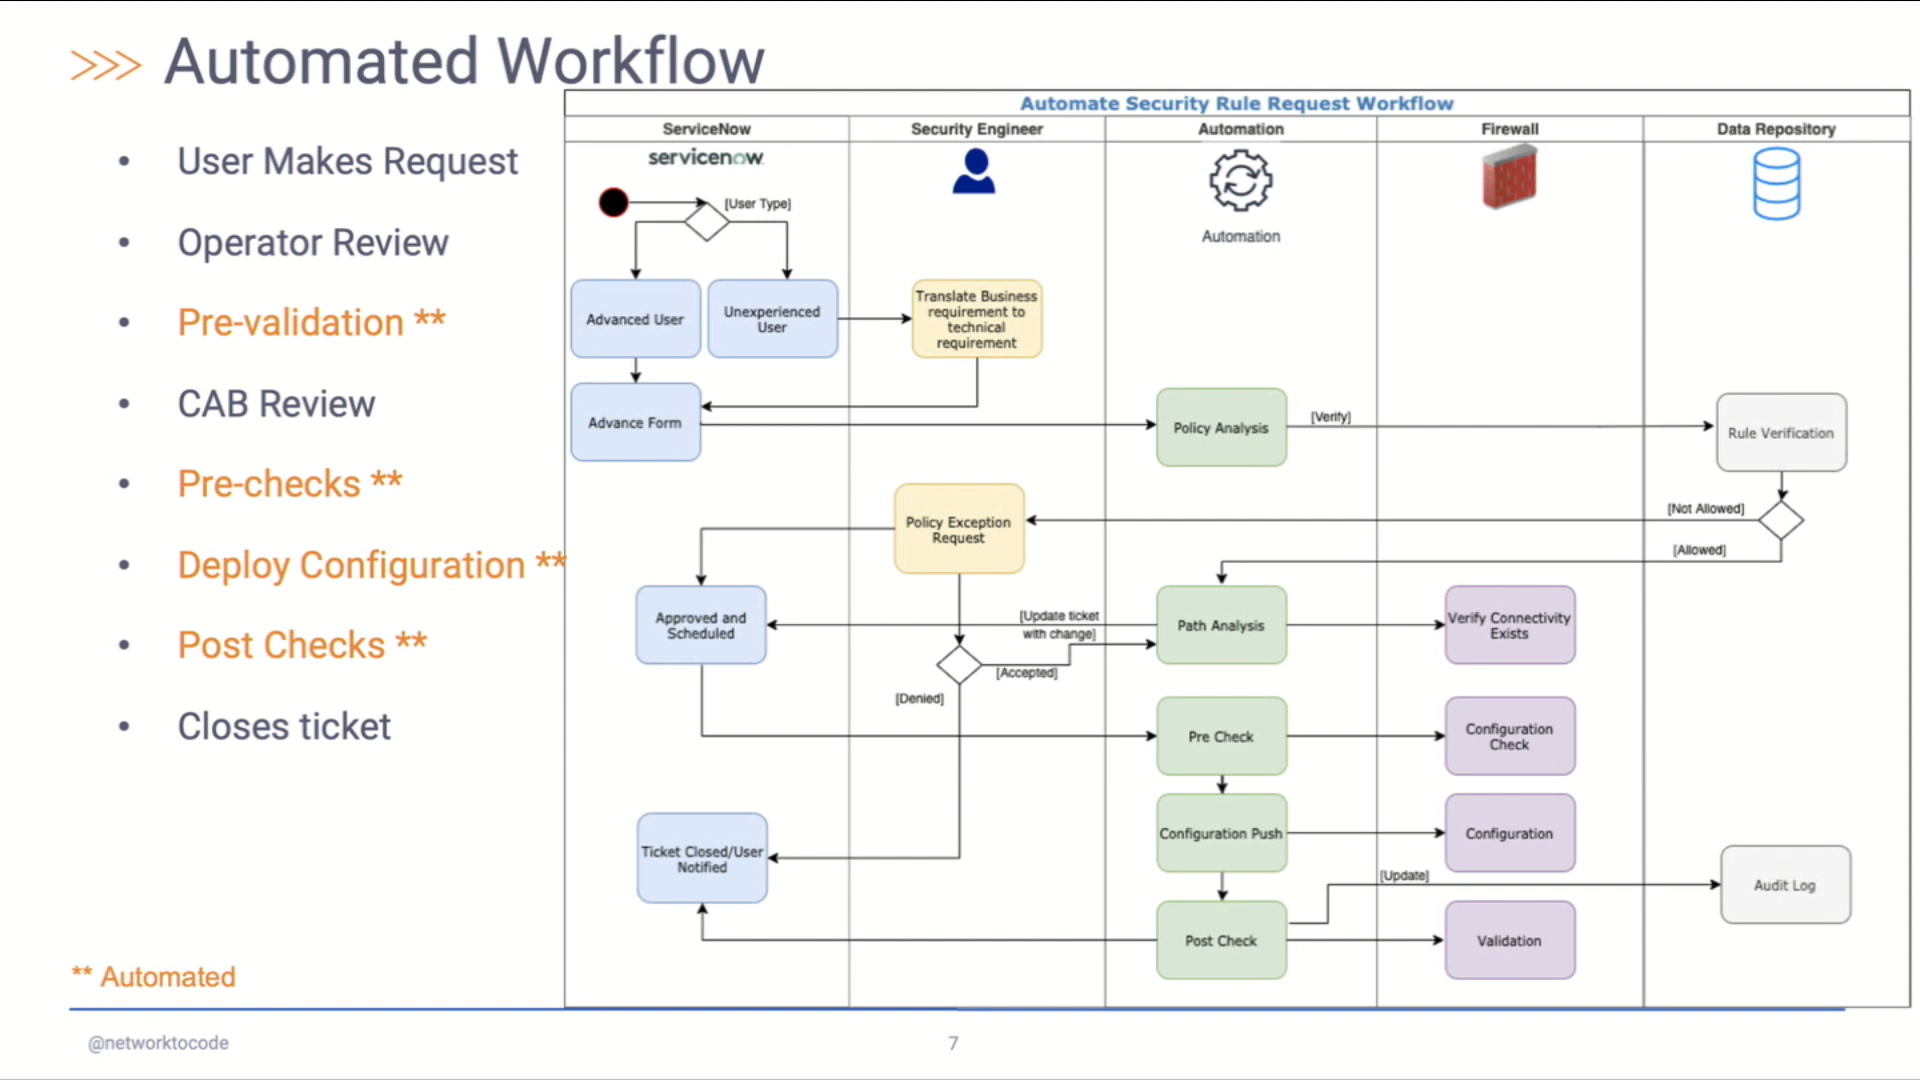 >>> Automated Workflow
• User Makes Request
• Operator Review
• Pre-validation **
• CAB Review
• Pre-checks **
• Deploy Configuration **
• Post Checks **
• Closes ticket
** Automated
Automate Security Rule Request Workflow
ServiceNow
Security Engineer
Automation
Firewall
Data Repository
servicenow
Automation
[User Type]
Advanced User
Unexperienced
User
Translate Business
requirement to
technical
requirement
Advance Form
Policy Analysis
[Verify]
Rule Verification
[Not Allowed]
[Allowed]
Policy Exception
Request
Approved and
Scheduled
[Update ticket
with change]
[Accepted]
[Denied]
Path Analysis
Verify Connectivity
Exists
Pre Check
Configuration
Check
Configuration Push
Configuration
Ticket Closed/User
Notified
[Update]
Audit Log
Post Check
Validation
@networktocode
7